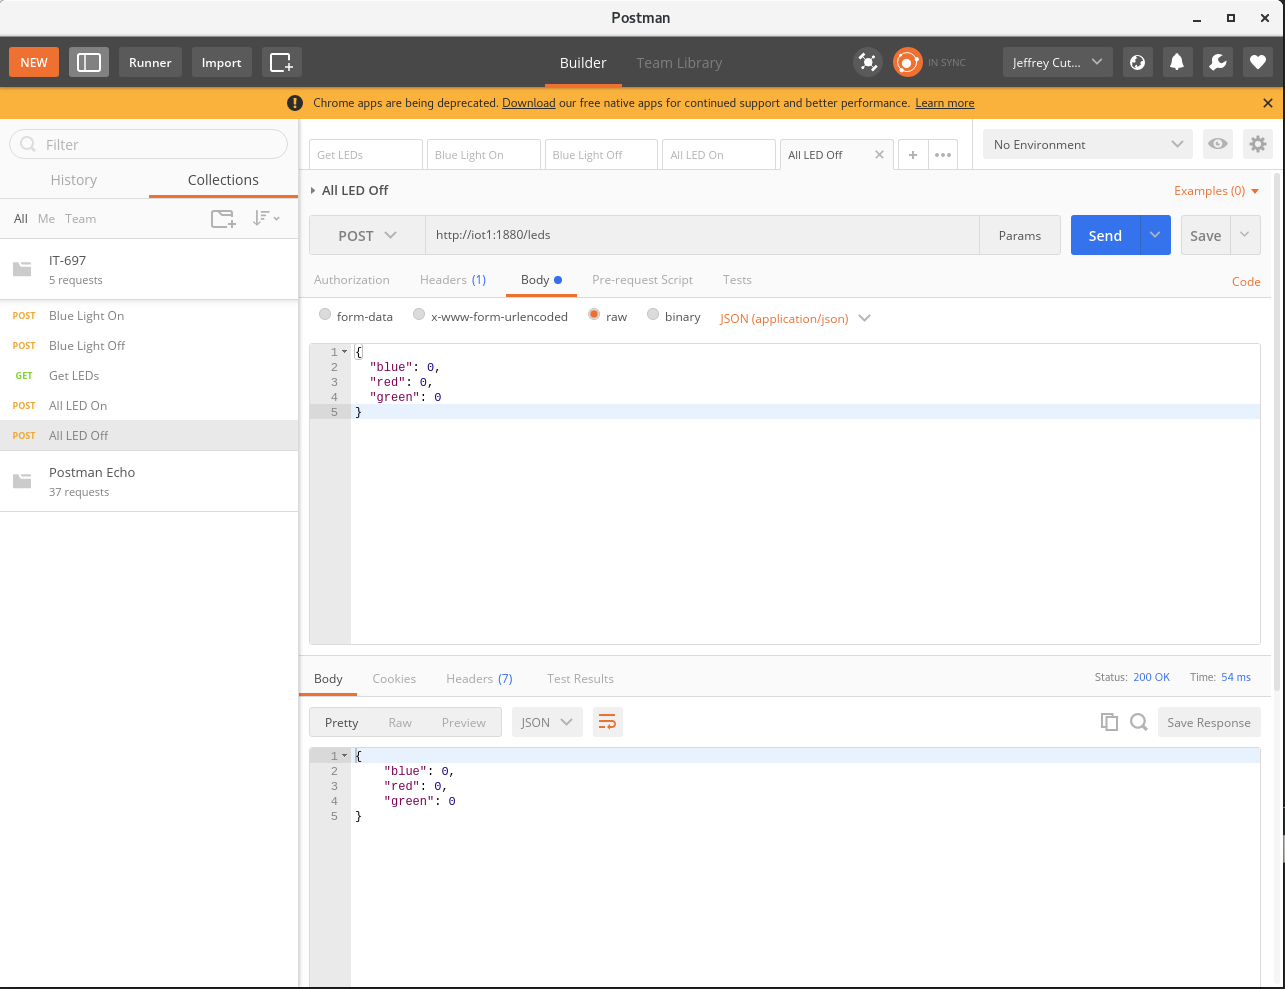 Postman
NEW Runner Import Builder Team Library IN SYNC Jeffrey Cut...
Chrome apps are being deprecated. Download our free native apps for continued support and better performance. Learn more
Filter
History Collections
All Me Team
IT-697
5 requests
POST Blue Light On
POST Blue Light Off
GET Get LEDs
POST All LED On
POST All LED Off
Postman Echo
37 requests
Get LEDs Blue Light On Blue Light Off All LED On All LED Off + ••• No Environment
All LED Off Examples (0)
POST http://iot1:1880/leds Params Send Save
Authorization Headers (1) Body Pre-request Script Tests Code
form-data x-www-form-urlencoded raw binary JSON (application/json)
1 {
2 "blue": 0,
3 "red": 0,
4 "green": 0
5 }
Body Cookies Headers (7) Test Results Status: 200 OK Time: 54 ms
Pretty Raw Preview JSON Save Response
1 {
2 "blue": 0,
3 "red": 0,
4 "green": 0
5 }